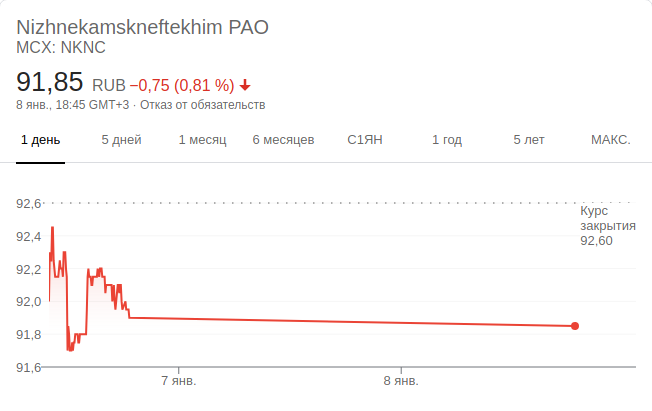 Nizhnekamskneftekhim PAO
MCX: NKNC
91,85 RUB −0,75 (0,81 %)
8 янв., 18:45 GMT+3 · Отказ от обязательств
1 день 5 дней 1 месяц 6 месяцев С1ЯН 1 год 5 лет МАКС.
92,6
Курс
закрытия
92,60
92,4
92,2
92,0
91,8
91,6
7 янв. 8 янв.